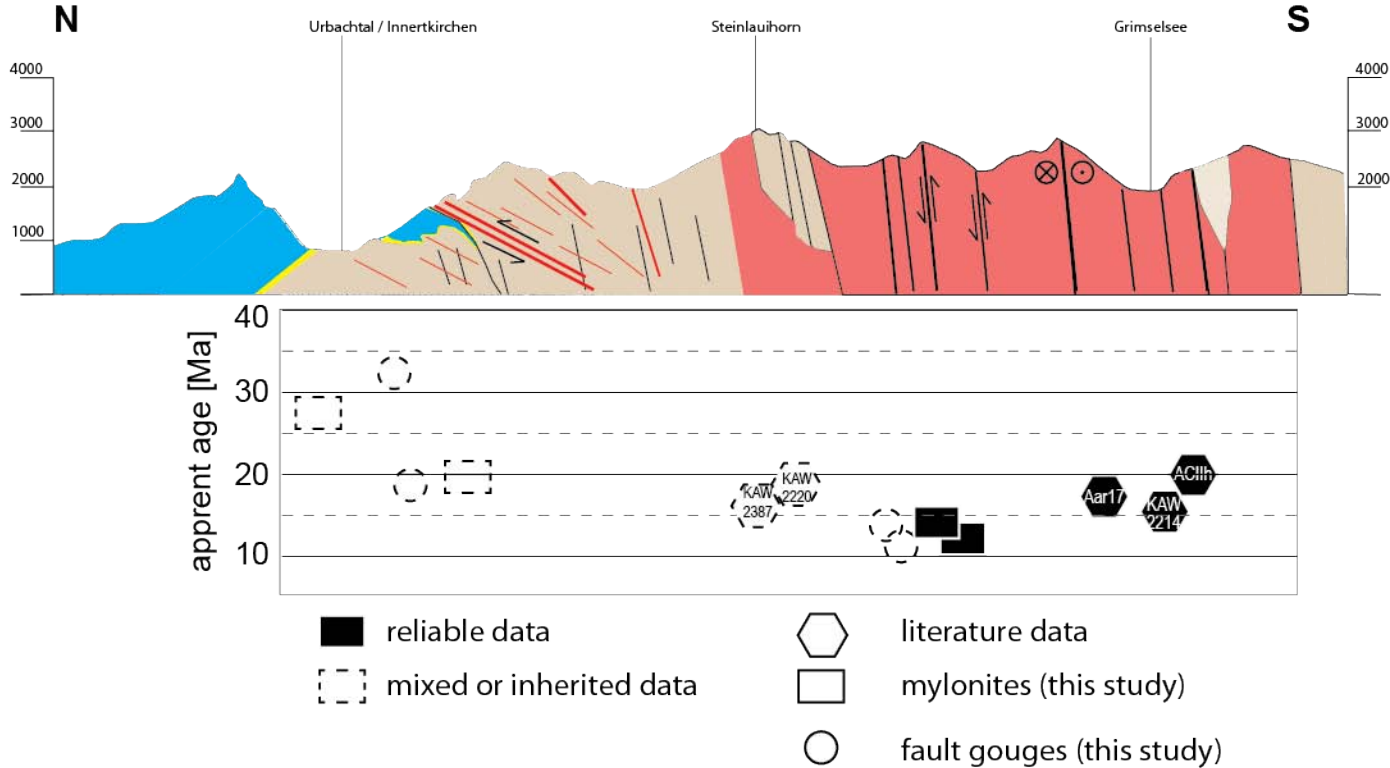 N
Urbachtal / Innertkirchen
Steinlauihorn
Grimselsee
S
4000
4000
3000
3000
2000
2000
1000
apprent age [Ma]
40
30
20
10
KAW
2387
KAW
2220
Aar17
KAW
2214
ACIIh
reliable data
literature data
mixed or inherited data
mylonites (this study)
fault gouges (this study)